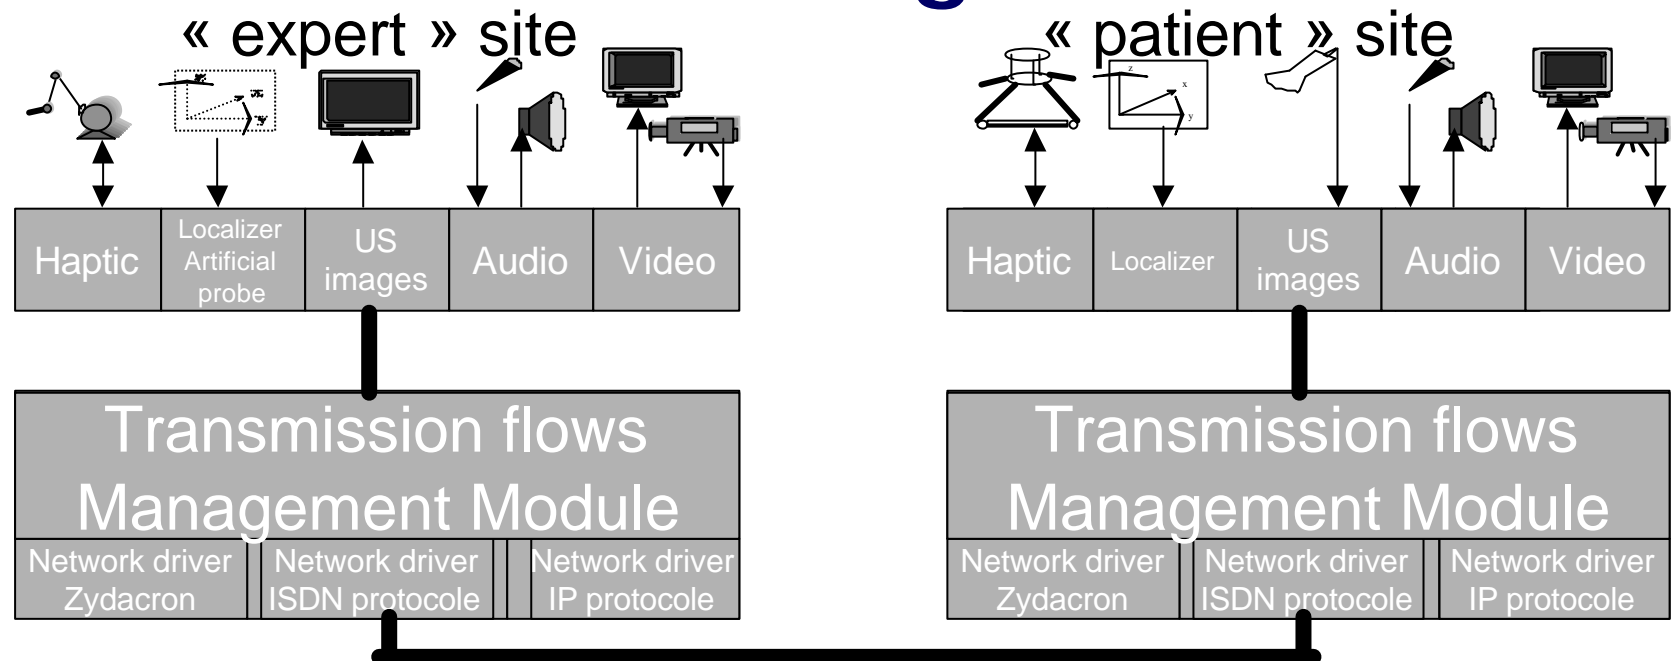 « expert » site
« patient » site
z
x
y
Haptic
Localizer
Artificial
probe
US
images
Audio
Video
Haptic
Localizer
US
images
Audio
Video
Transmission flows
Management Module
Network driver
Zydacron
Network driver
ISDN protocole
Network driver
IP protocole
Transmission flows
Management Module
Network driver
Zydacron
Network driver
ISDN protocole
Network driver
IP protocole